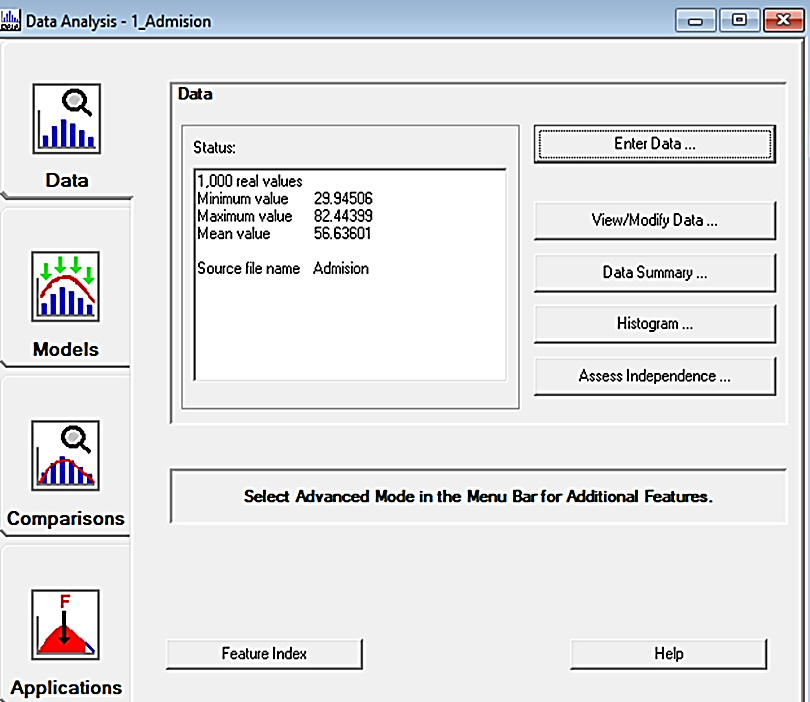 Data Analysis - 1_Admision
Data
Models
Comparisons
F
Applications
Data
Status:
1,000 real values
Minimum value 29.94506
Maximum value 82.44399
Mean value 56.63601
Source file name Admision
Enter Data ...
View/Modify Data ...
Data Summary ...
Histogram ...
Assess Independence ...
Select Advanced Mode in the Menu Bar for Additional Features.
Feature Index
Help